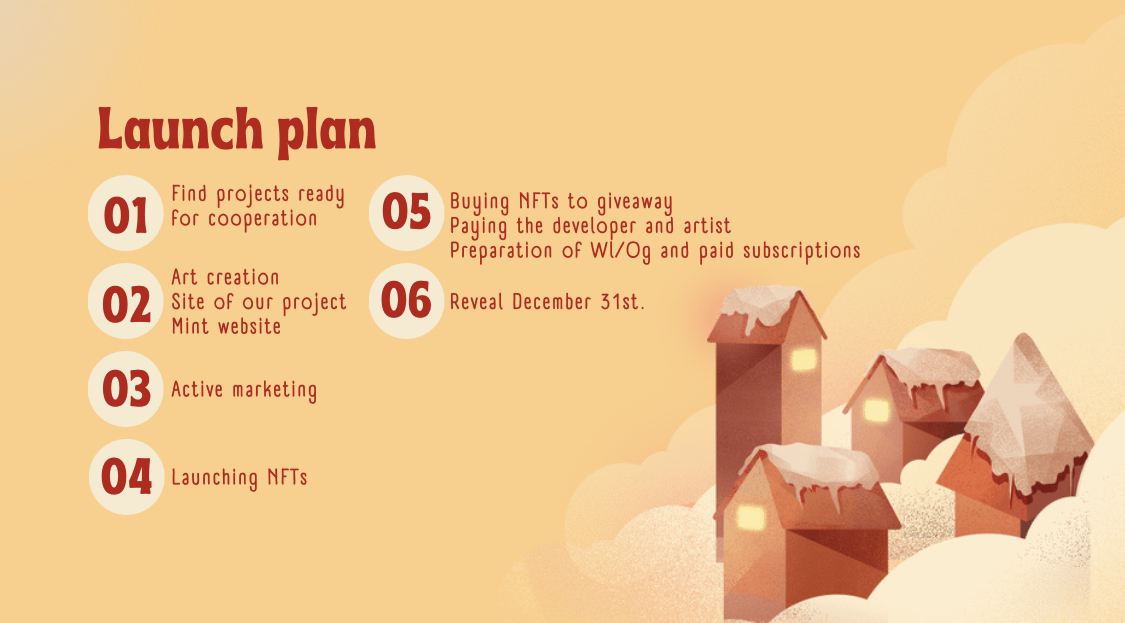 Launch plan
01
Find projects ready
for cooperation
02
Art creation
Site of our project
Mint website
03
Active marketing
04
Launching NFTs
05
Buying NFTs to giveaway
Paying the developer and artist
Preparation of Wl/Og and paid subscriptions
06
Reveal December 31st.